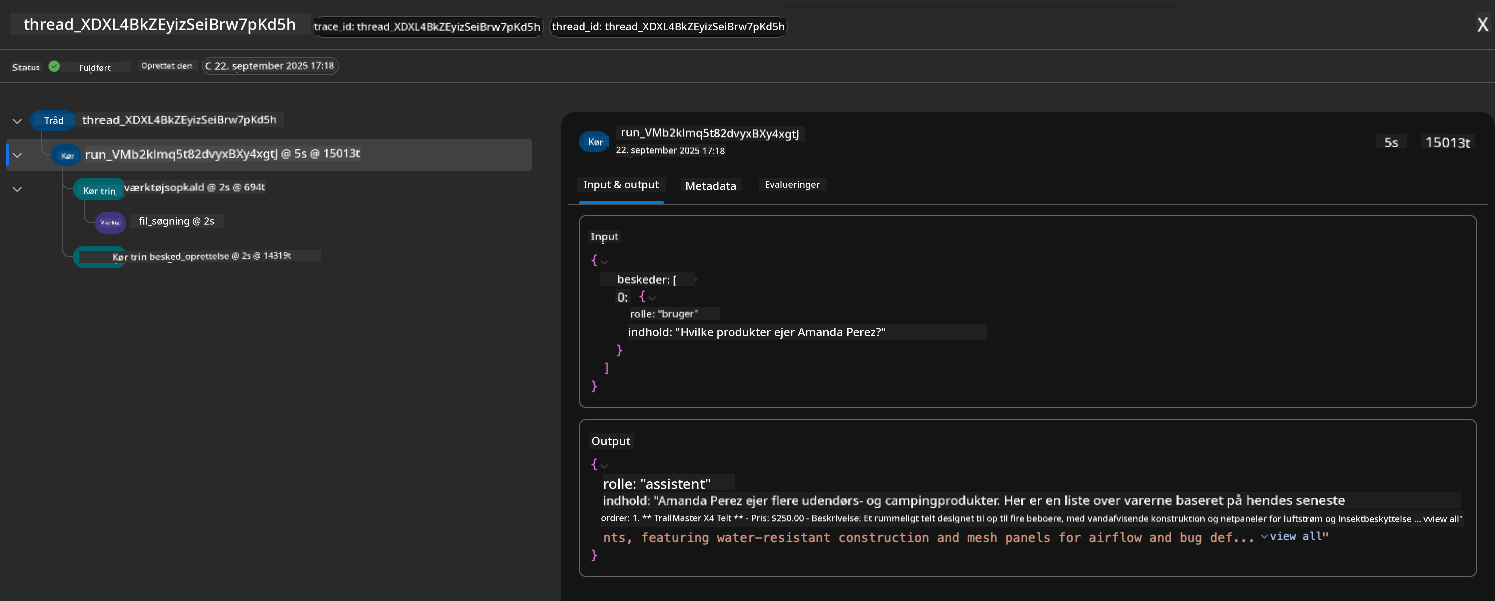 thread_XDXL4BkZEyizSeiBrw7pKd5h trace_id: thread_XDXL4BkZEyizSeiBrw7pKd5h thread_id: thread_XDXL4BkZEyizSeiBrw7pKd5h X
Status Fuldført Oprettet den C 22. september 2025 17:18
Tråd thread_XDXL4BkZEyizSeiBrw7pKd5h
Kør run_VMb2klmq5t82dvyxBXy4xgtJ @ 5s @ 15013t
Kør trin værktøjsopkald @ 2s @ 694t
fil_søgning @ 2s
Kør trin besked_oprettelse @ 2s @ 14319t
Kør run_VMb2klmq5t82dvyxBXy4xgtJ
22. september 2025 17:18
5s 15013t
Input & output Metadata Evalueringer
Input
{
beskeder: [
0: {
rolle: "bruger"
indhold: "Hvilke produkter ejer Amanda Perez?"
}
]
}
Output
{
rolle: "assistent"
indhold: "Amanda Perez ejer flere udendørs- og campingprodukter. Her er en liste over varerne baseret på hendes seneste
ordrer: 1. ** TrailMaster X4 Telt ** - Pris: $250.00 - Beskrivelse: Et rummeligt telt designet til op til fire beboere, med vandafvisende konstruktion og netpaneler for luftstrøm og insektbeskyttelse ... vview all"
nts, featuring water-resistant construction and mesh panels for airflow and bug def... view all"
}